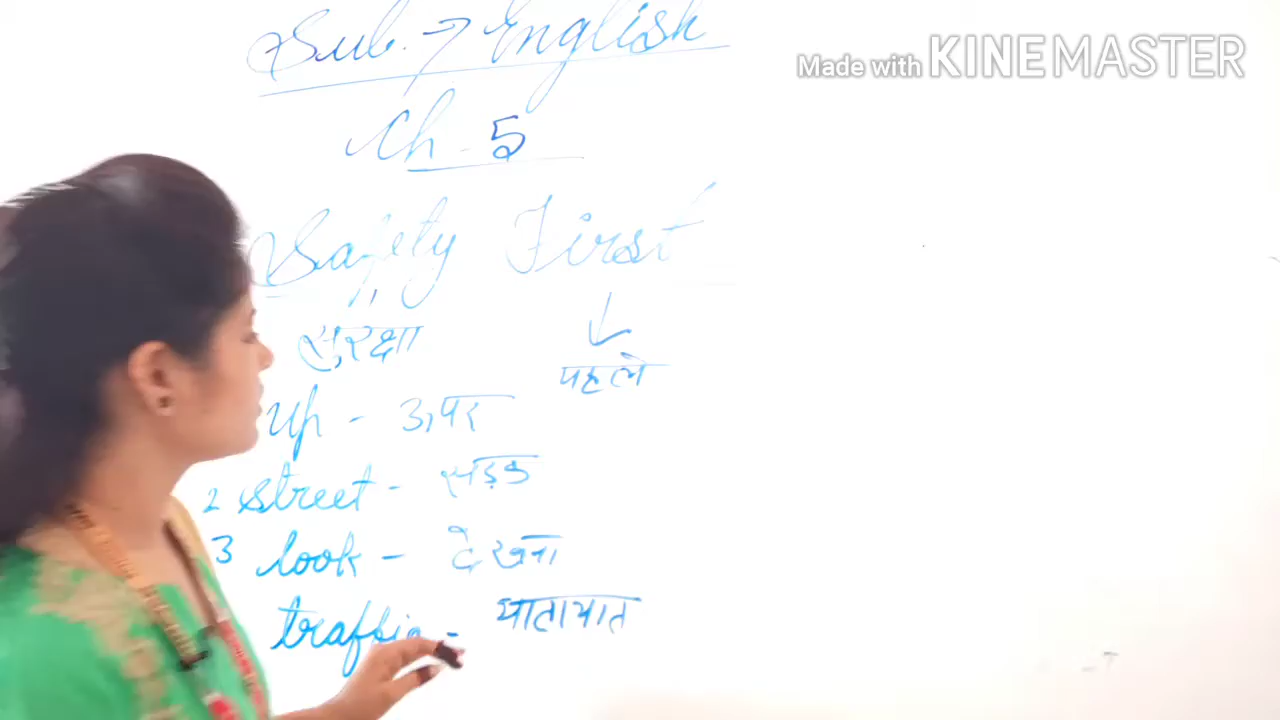 Sub. → English
Made with KINEMASTER
Ch - 5
Safety First
सुरक्षा
पहले
Up - उपर
2 street - सड़क
3 look - देखना
traffic - यातायात